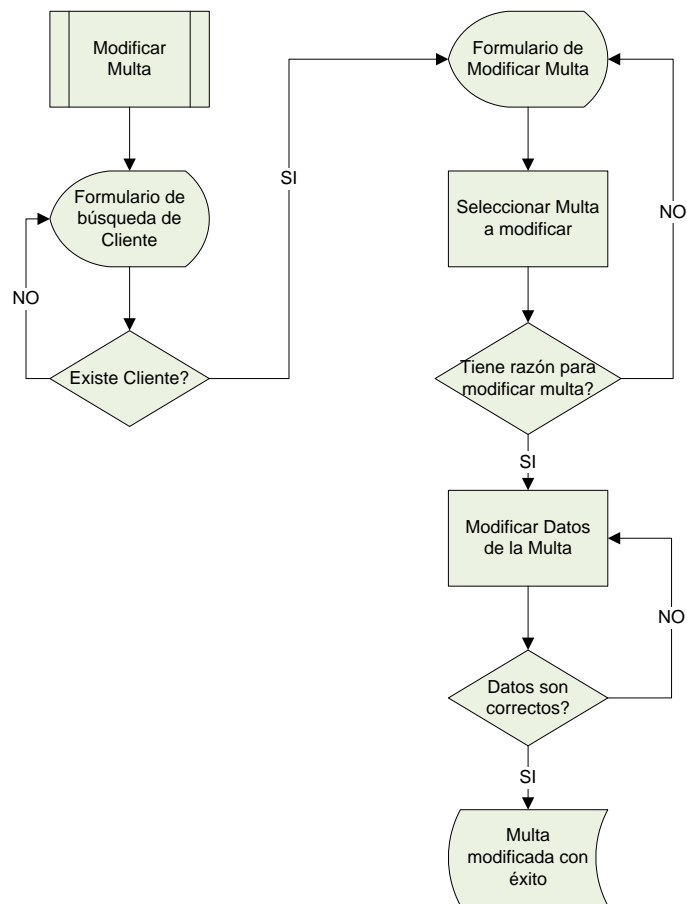 Modificar
Multa
Formulario de
búsqueda de
Cliente
NO
Existe Cliente?
SI
Formulario de
Modificar Multa
Seleccionar Multa
a modificar
NO
Tiene razón para
modificar multa?
SI
Modificar Datos
de la Multa
NO
Datos son
correctos?
SI
Multa
modificada con
éxito